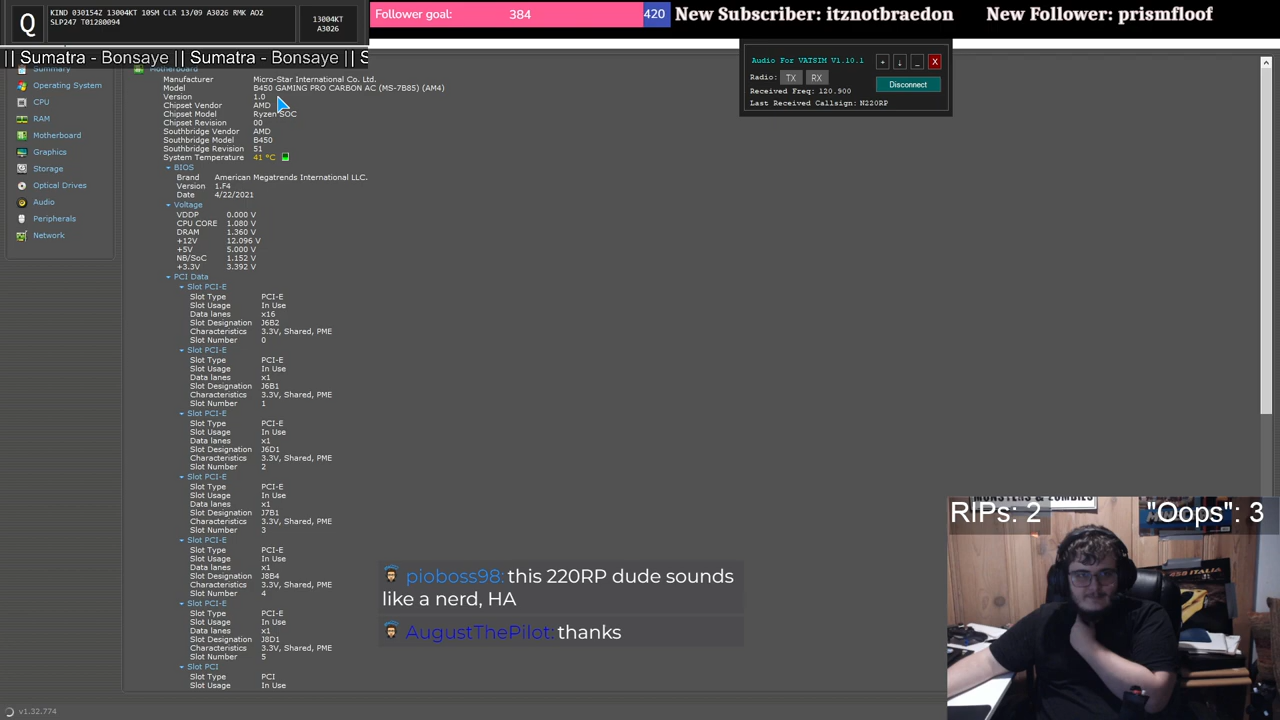 Q
KIND 030154Z 13004KT 10SM CLR 13/09 A3026 RMK AO2
SLP247 T01280094
13004KT
A3026
Follower goal:
384
420
New Subscriber: itznotbraedon
New Follower: prismfloof
|| Sumatra - Bonsaye || Sumatra - Bonsaye || S
Summary
Operating System
CPU
RAM
Motherboard
Graphics
Storage
Optical Drives
Audio
Peripherals
Network
Motherboard
Manufacturer Micro-Star International Co. Ltd.
Model B450 GAMING PRO CARBON AC (MS-7B85) (AM4)
Version 1.0
Chipset Vendor AMD
Chipset Model Ryzen SOC
Chipset Revision 00
Southbridge Vendor AMD
Southbridge Model B450
Southbridge Revision 51
System Temperature 41 °C
BIOS
Brand American Megatrends International LLC.
Version 1.F4
Date 4/22/2021
Voltage
VDDP 0.000 V
CPU CORE 1.080 V
DRAM 1.360 V
+12V 12.096 V
+5V 5.000 V
NB/SoC 1.152 V
+3.3V 3.392 V
PCI Data
Slot PCI-E
Slot Type PCI-E
Slot Usage In Use
Data lanes x16
Slot Designation J6B2
Characteristics 3.3V, Shared, PME
Slot Number 0
Slot PCI-E
Slot Type PCI-E
Slot Usage In Use
Data lanes x1
Slot Designation J6B1
Characteristics 3.3V, Shared, PME
Slot Number 1
Slot PCI-E
Slot Type PCI-E
Slot Usage In Use
Data lanes x1
Slot Designation J6D1
Characteristics 3.3V, Shared, PME
Slot Number 2
Slot PCI-E
Slot Type PCI-E
Slot Usage In Use
Data lanes x1
Slot Designation J7B1
Characteristics 3.3V, Shared, PME
Slot Number 3
Slot PCI-E
Slot Type PCI-E
Slot Usage In Use
Data lanes x1
Slot Designation J8B4
Characteristics 3.3V, Shared, PME
Slot Number 4
Slot PCI-E
Slot Type PCI-E
Slot Usage In Use
Data lanes x1
Slot Designation J8D1
Characteristics 3.3V, Shared, PME
Slot Number 5
Slot PCI
Slot Type PCI
Slot Usage In Use
Audio For VATSIM V1.10.1
+ ↓ _ X
Radio: TX RX
Disconnect
Received Freq: 120.900
Last Received Callsign: N220RP
pioboss98: this 220RP dude sounds
like a nerd, HA
AugustThePilot: thanks
RIPs: 2
"Oops": 3
MONSTERS & ZOMBIES
458 ITALIA
v1.32.774